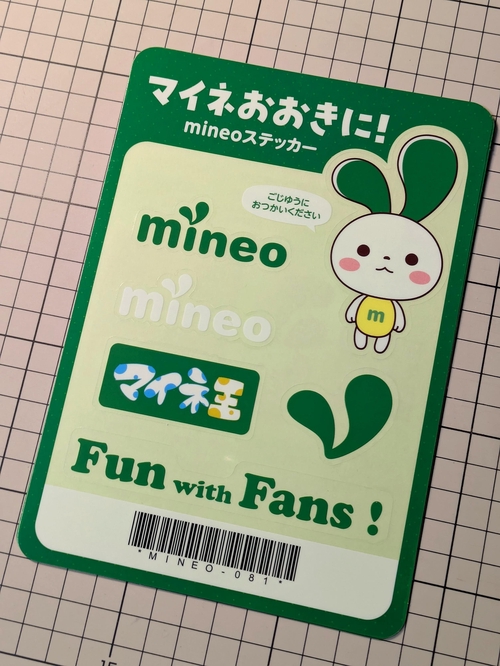 マイネおおきに!
mineoステッカー
ごじゆうに
おつかいください
mineo
m
mineo
マイネ王
Fun with Fans!
*MINEO-081*